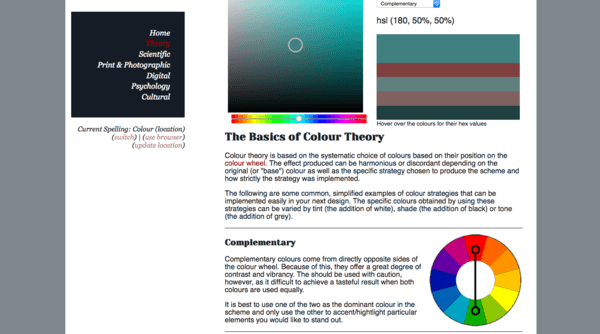 Home
Theory
Scientific
Print & Photographic
Digital
Psychology
Cultural
Current Spelling: Colour (location)
(switch) | (use browser)
(update location)
Complementary
hsl (180, 50%, 50%)
Hover over the colours for their hex values
The Basics of Colour Theory
Colour theory is based on the systematic choice of colours based on their position on the
colour wheel. The effect produced can be harmonious or discordant depending on the
original (or "base") colour as well as the specific strategy chosen to produce the scheme and
how strictly the strategy was implemented.
The following are some common, simplified examples of colour strategies that can be
implemented easily in your next design. The specific colours obtained by using these
strategies can be varied by tint (the addition of white), shade (the addition of black) or tone
(the addition of grey).
Complementary
Complementary colours come from directly opposite sides of
the colour wheel. Because of this, they offer a great degree of
contrast and vibrancy. The should be used with caution,
however, as it difficult to achieve a tasteful result when both
colours are used equally.
It is best to use one of the two as the dominant colour in the
scheme and only use the other to accent/hightlight particular
elements you would like to stand out.